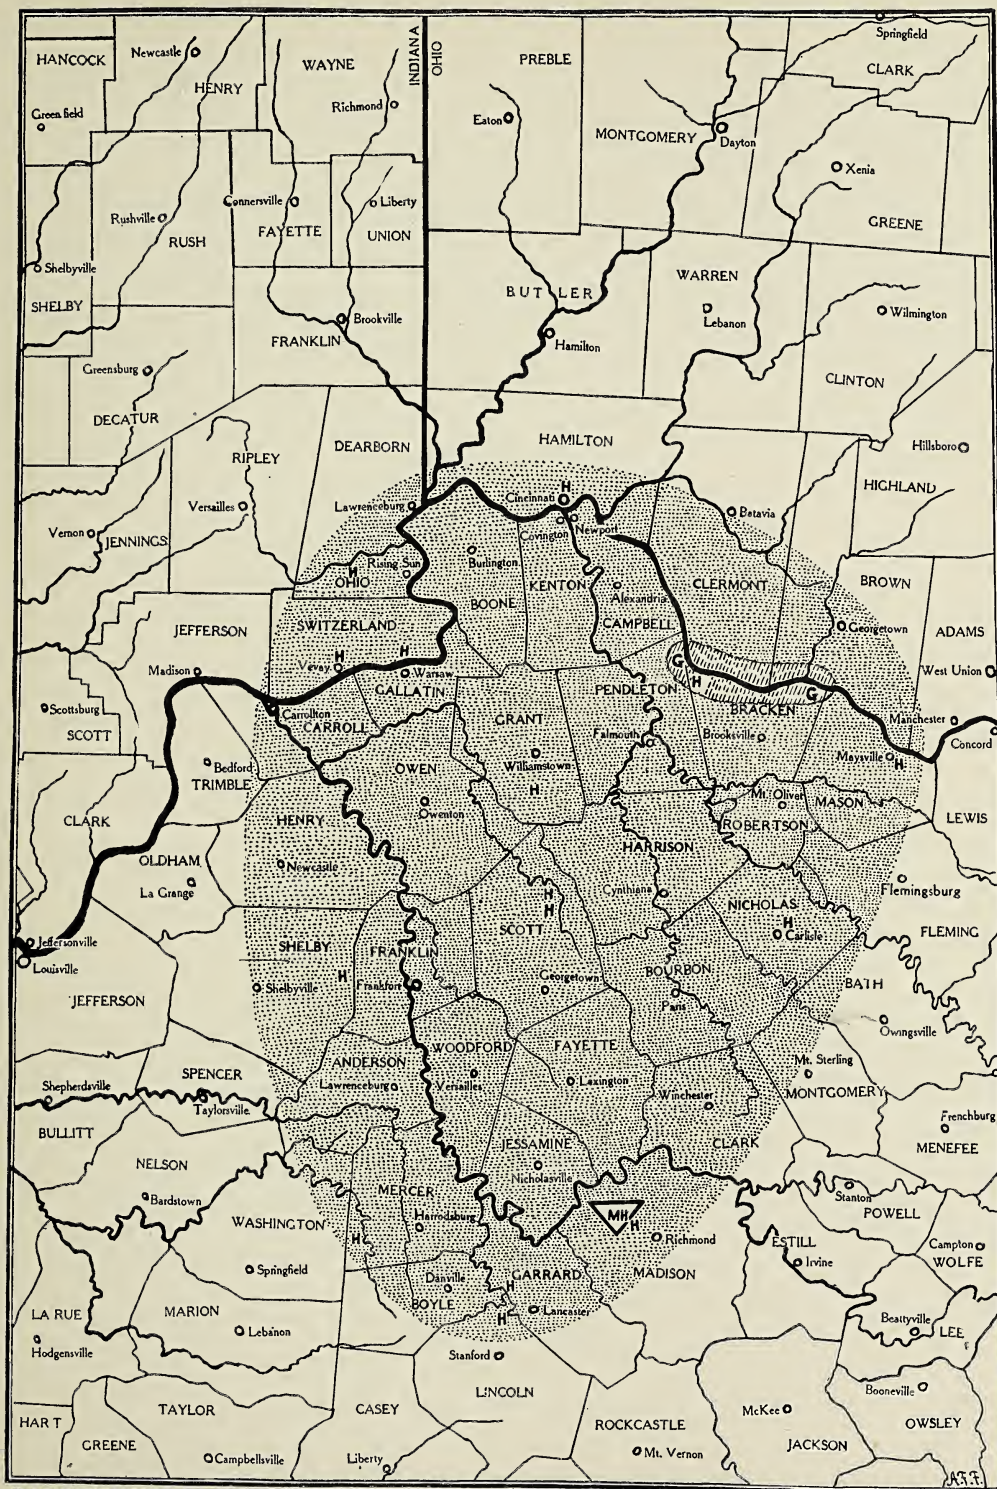 HANCOCK
Newcastle
HENRY
WAYNE
INDIANA
OHIO
PREBLE
Springfield
CLARK
Greenfield
Richmond
Eaton
MONTGOMERY
Dayton
Xenia
Rushville
RUSH
Connersville
FAYETTE
Liberty
UNION
GREENE
Shelbyville
SHELBY
BUTLER
WARREN
Lebanon
Wilmington
Brookville
FRANKLIN
Hamilton
Greensburg
CLINTON
DECATUR
DEARBORN
HAMILTON
Hillsboro
RIPLEY
HIGHLAND
Versailles
Lawrenceburg
H
Cincinnati
Batavia
Vernon
JENNINGS
Covington
Newport
Rising Sun
H
OHIO
Burlington
KENTON
CLERMONT
BROWN
BOONE
Alexandria
CAMPBELL
JEFFERSON
SWITZERLAND
Georgetown
ADAMS
Madison
Vevay
H
H
Warsaw
G
H
G
West Union
GALLATIN
PENDLETON
BRACKEN
Scottsburg
SCOTT
Carrollton
CARROLL
GRANT
Falmouth
Brooksville
Manchester
Concord
Maysville
H
Bedford
TRIMBLE
OWEN
Williamstown
H
Mt. Olivet
MASON
CLARK
HENRY
Owenton
ROBERTSON
LEWIS
OLDHAM
La Grange
Newcastle
HARRISON
Cynthiana
Flemingsburg
H
H
NICHOLAS
H
Carlisle
FLEMING
Jeffersonville
Louisville
SHELBY
FRANKLIN
SCOTT
H
Frankfort
Shelbyville
Georgetown
BOURBON
Paris
BATH
JEFFERSON
Owingsville
ANDERSON
WOODFORD
FAYETTE
Mt. Sterling
Shepherdsville
SPENCER
Taylorsville
Lawrenceburg
Versailles
Lexington
Winchester
MONTGOMERY
Frenchburg
BULLITT
MENEFEE
JESSAMINE
CLARK
NELSON
Nicholasville
Bardstown
MERCER
Stanton
POWELL
WASHINGTON
Harrodsburg
MH
H
Richmond
ESTILL
Campton
WOLFE
H
Springfield
Irvine
Danville
GARRARD
H
MADISON
LA RUE
MARION
BOYLE
H
Lancaster
Beattyville
LEE
Hodgensville
Lebanon
Stanford
LINCOLN
Booneville
HART
TAYLOR
CASEY
ROCKCASTLE
McKee
OWSLEY
GREENE
Campbellsville
Liberty
Mt. Vernon
JACKSON
A.F.F.